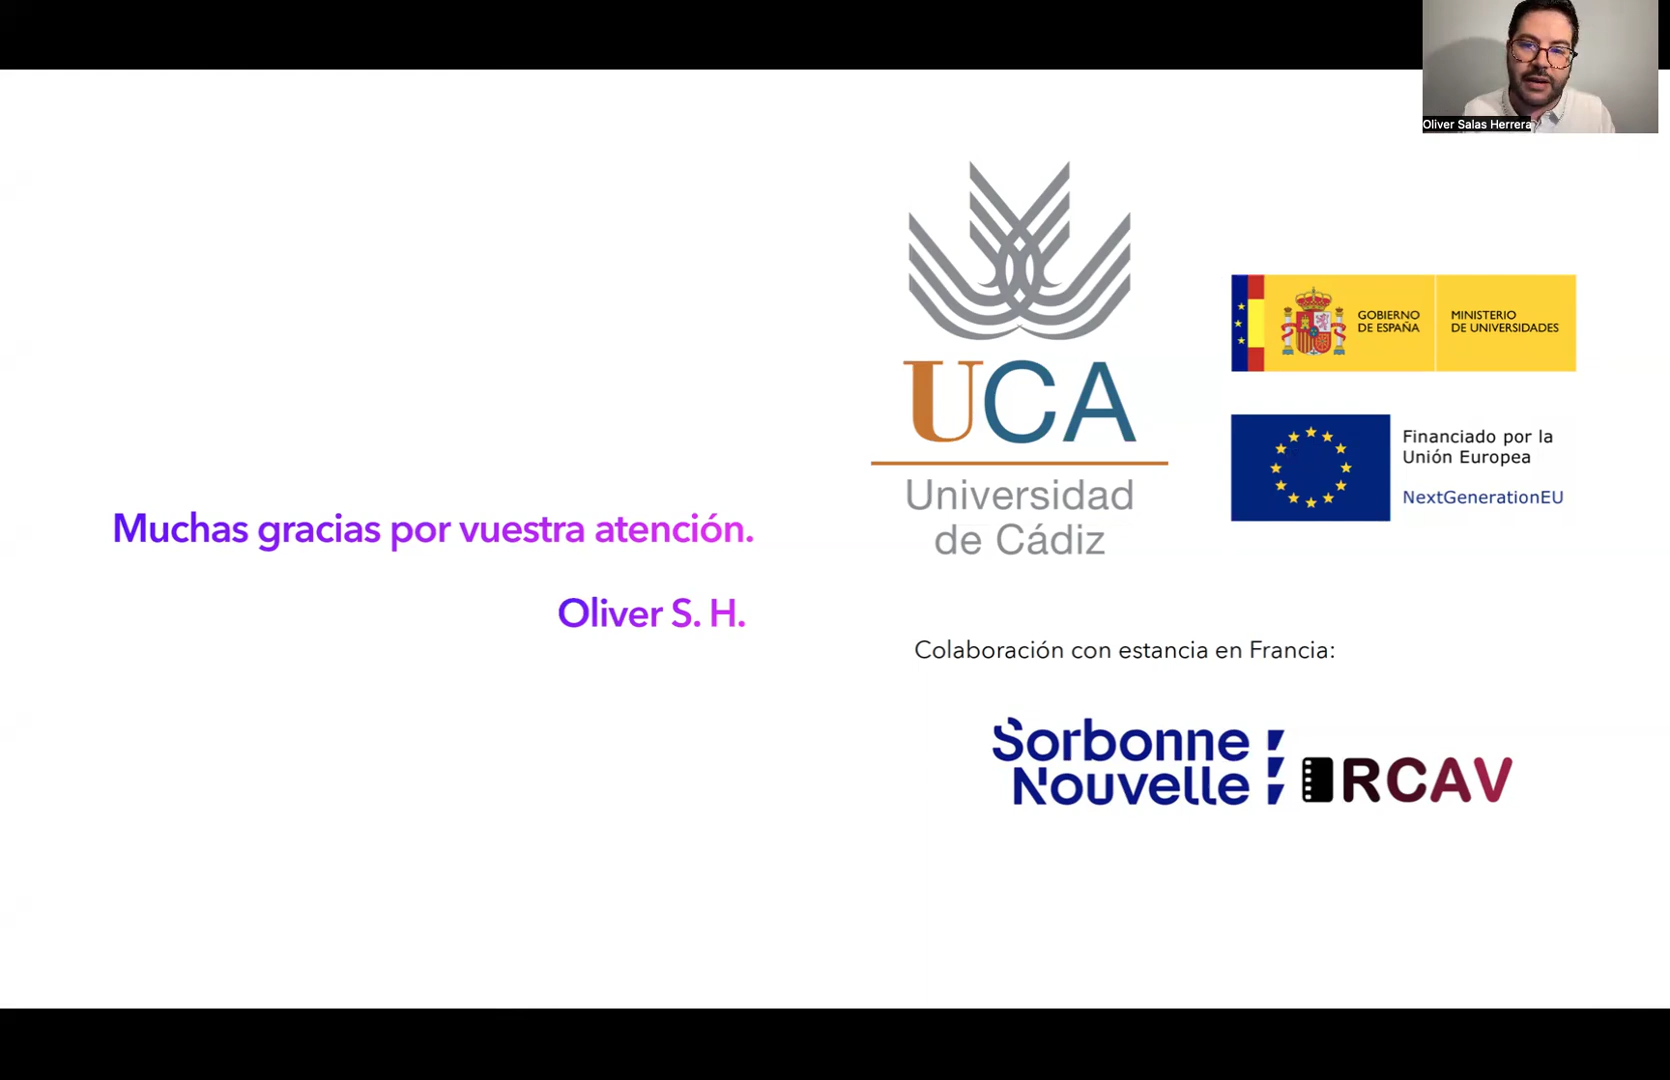 Oliver Salas Herrera
Muchas gracias por vuestra atención.
Oliver S. H.
UCA
Universidad
de Cádiz
GOBIERNO
DE ESPAÑA
MINISTERIO
DE UNIVERSIDADES
Financiado por la
Unión Europea
NextGenerationEU
Colaboración con estancia en Francia:
Sorbonne
Nouvelle
IRCAV